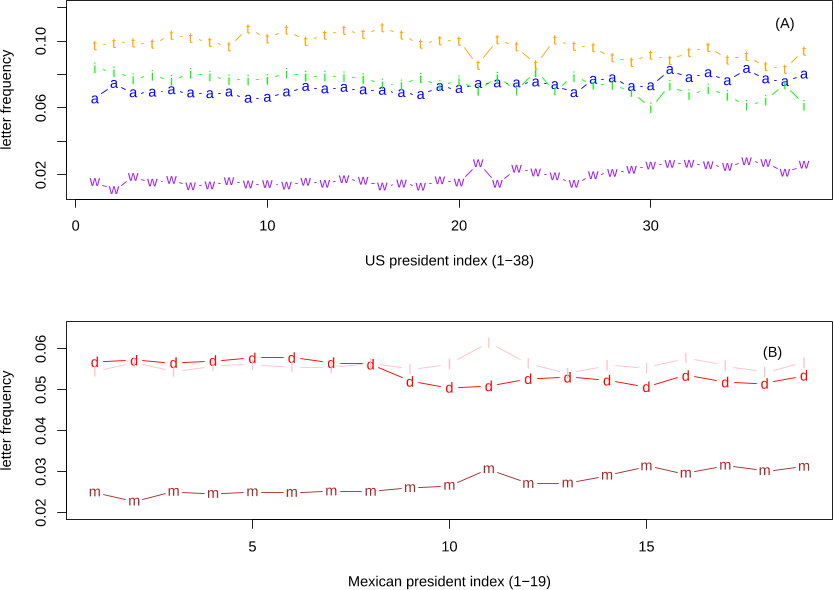 (A)
letter frequency
0.10
0.06
0.02
0 10 20 30
US president index (1−38)
(B)
letter frequency
0.06
0.05
0.04
0.03
0.02
5 10 15
Mexican president index (1−19)